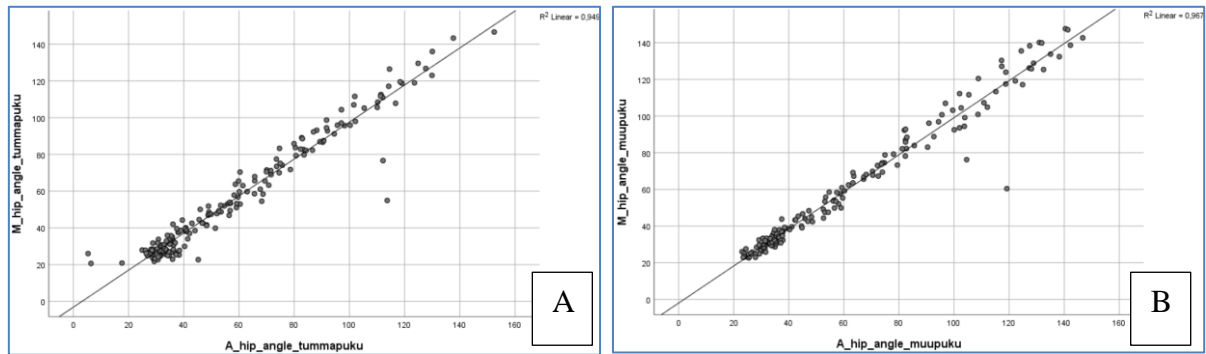 R² Linear = 0,949
M_hip_angle_tummapuku
140
120
100
80
60
40
20
0
0 20 40 60 80 100 120 140 160
A_hip_angle_tummapuku
A
R² Linear = 0,967
M_hip_angle_muupuku
140
120
100
80
60
40
20
0
0 20 40 60 80 100 120 140 160
A_hip_angle_muupuku
B